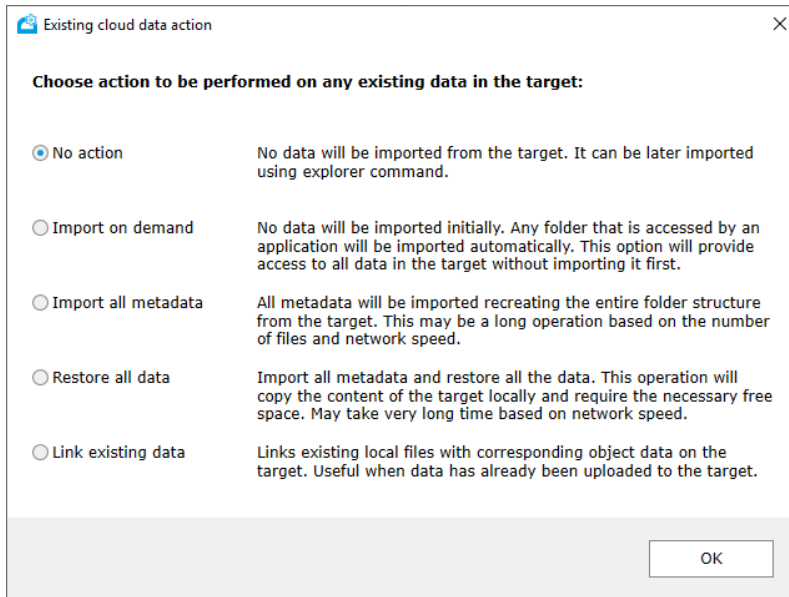 Existing cloud data action
Choose action to be performed on any existing data in the target:
No action
No data will be imported from the target. It can be later imported
using explorer command.
Import on demand
No data will be imported initially. Any folder that is accessed by an
application will be imported automatically. This option will provide
access to all data in the target without importing it first.
Import all metadata
All metadata will be imported recreating the entire folder structure
from the target. This may be a long operation based on the number
of files and network speed.
Restore all data
Import all metadata and restore all the data. This operation will
copy the content of the target locally and require the necessary free
space. May take very long time based on network speed.
Link existing data
Links existing local files with corresponding object data on the
target. Useful when data has already been uploaded to the target.
OK